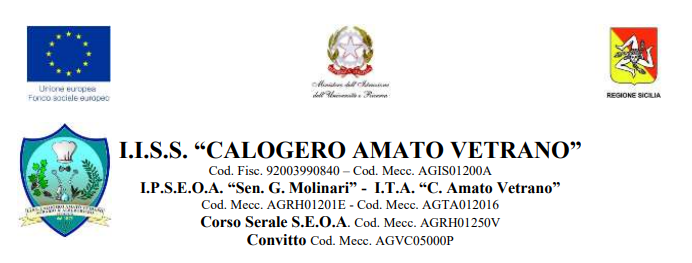 Unione europea
Fondo sociale europeo
Ministero dell'Istruzione
dell'Università e Ricerca
REGIONE SICILIA
I.I.S.S. “CALOGERO AMATO VETRANO”
Cod. Fisc. 92003990840 – Cod. Mecc. AGIS01200A
I.P.S.E.O.A. “Sen. G. Molinari” - I.T.A. “C. Amato Vetrano”
Cod. Mecc. AGRH01201E - Cod. Mecc. AGTA012016
Corso Serale S.E.O.A. Cod. Mecc. AGRH01250V
Convitto Cod. Mecc. AGVC05000P